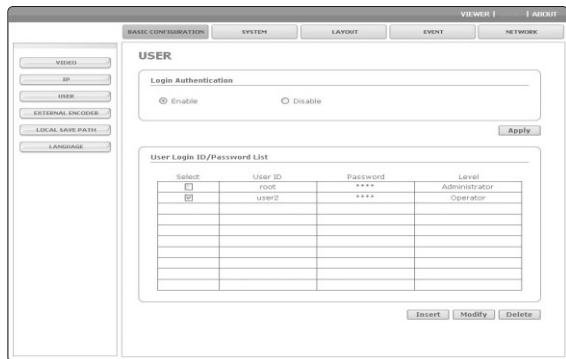 VIEWER | | ABOUT
BASIC CONFIGURATION SYSTEM LAYOUT EVENT NETWORK
VIDEO
IP
USER
EXTERNAL ENCODER
LOCAL SAVE PATH
LANGUAGE
USER
Login Authentication
Enable Disable
Apply
User Login ID/Password List
Select User ID Password Level
root **** Administrator
user2 **** Operator
Insert Modify Delete